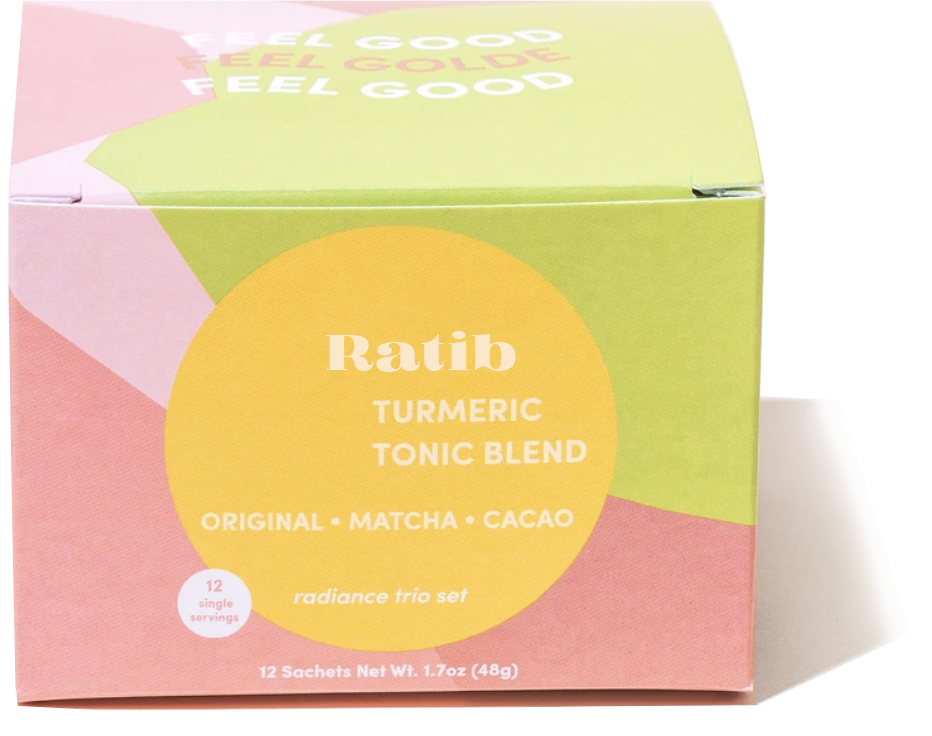 FEEL GOOD
FEEL GOLDE
FEEL GOOD
Ratib
TURMERIC
TONIC BLEND
ORIGINAL • MATCHA • CACAO
12
single
servings
radiance trio set
12 Sachets Net Wt. 1.7oz (48g)